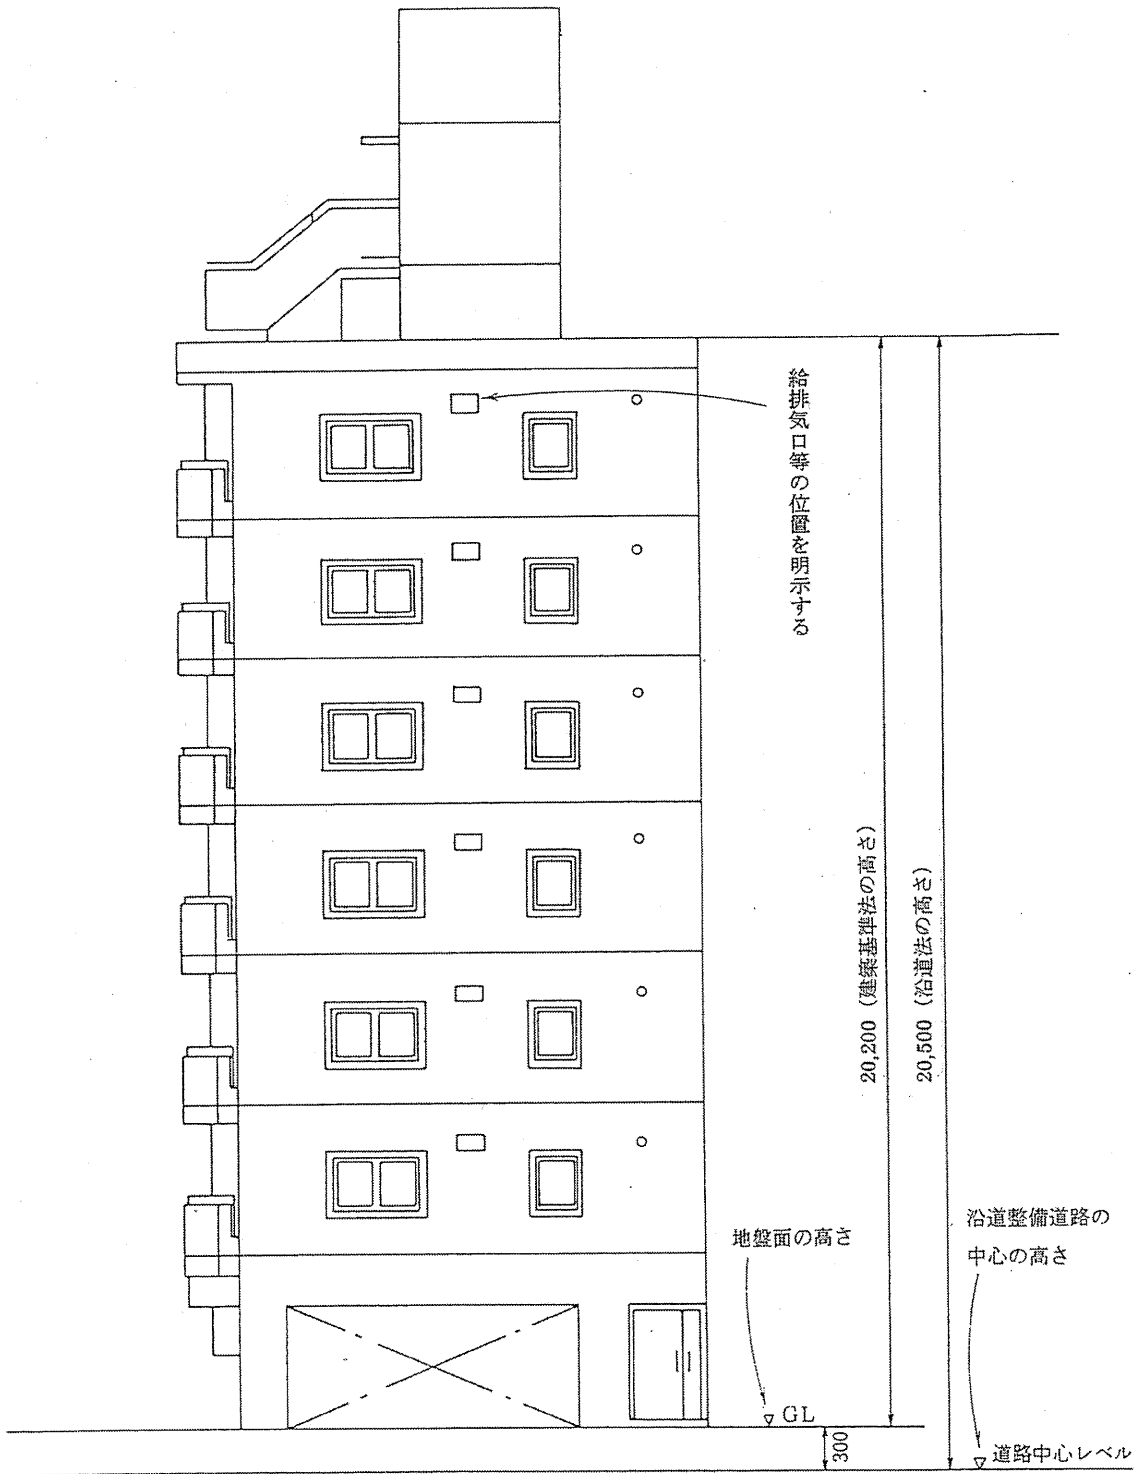 給排気口等の位置を明示する
20,200 (建築基準法の高さ)
20,500 (沿道法の高さ)
沿道整備道路の
中心の高さ
地盤面の高さ
GL
300
道路中心レベル